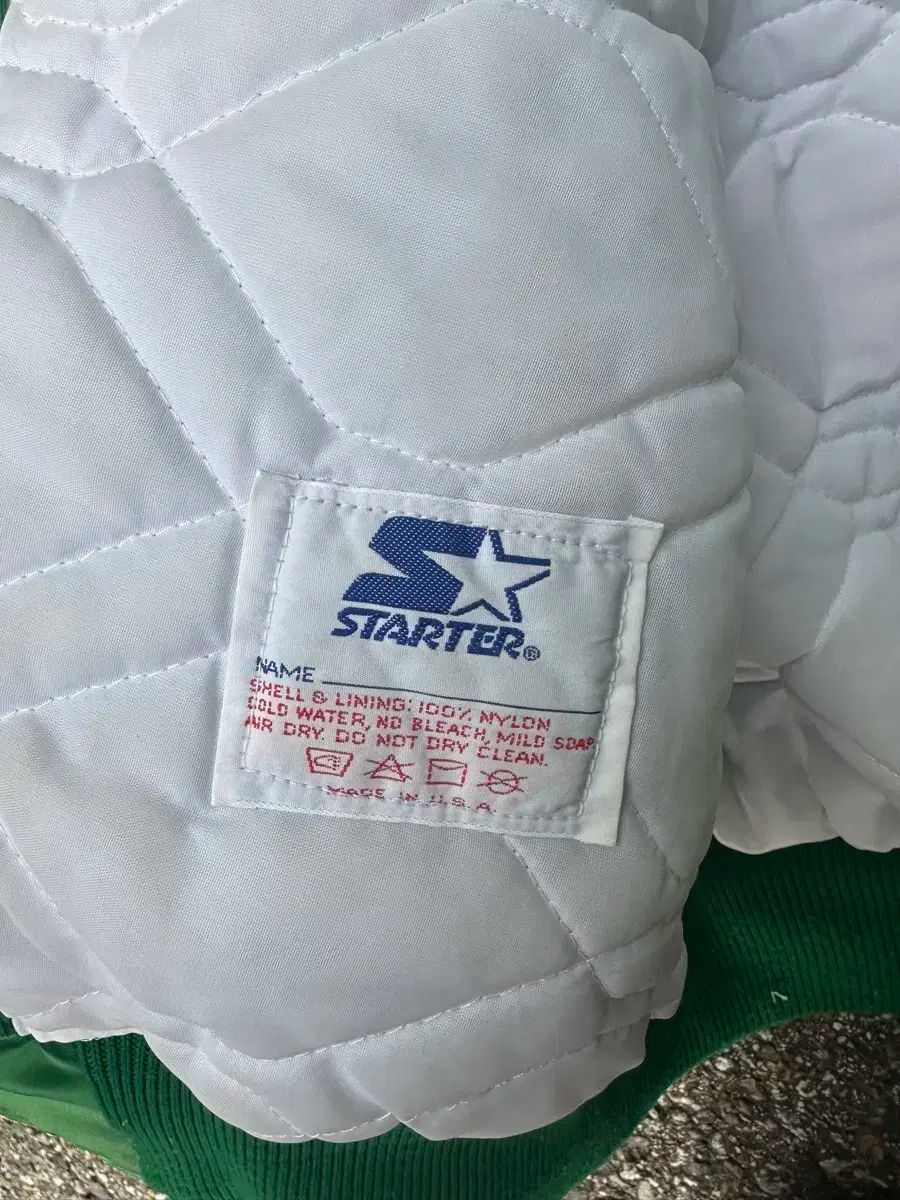 STARTER®
NAME
SHELL & LINING: 100% NYLON
COLD WATER, NO BLEACH, MILD SOAP
AIR DRY. DO NOT DRY CLEAN.
MADE IN U.S.A.